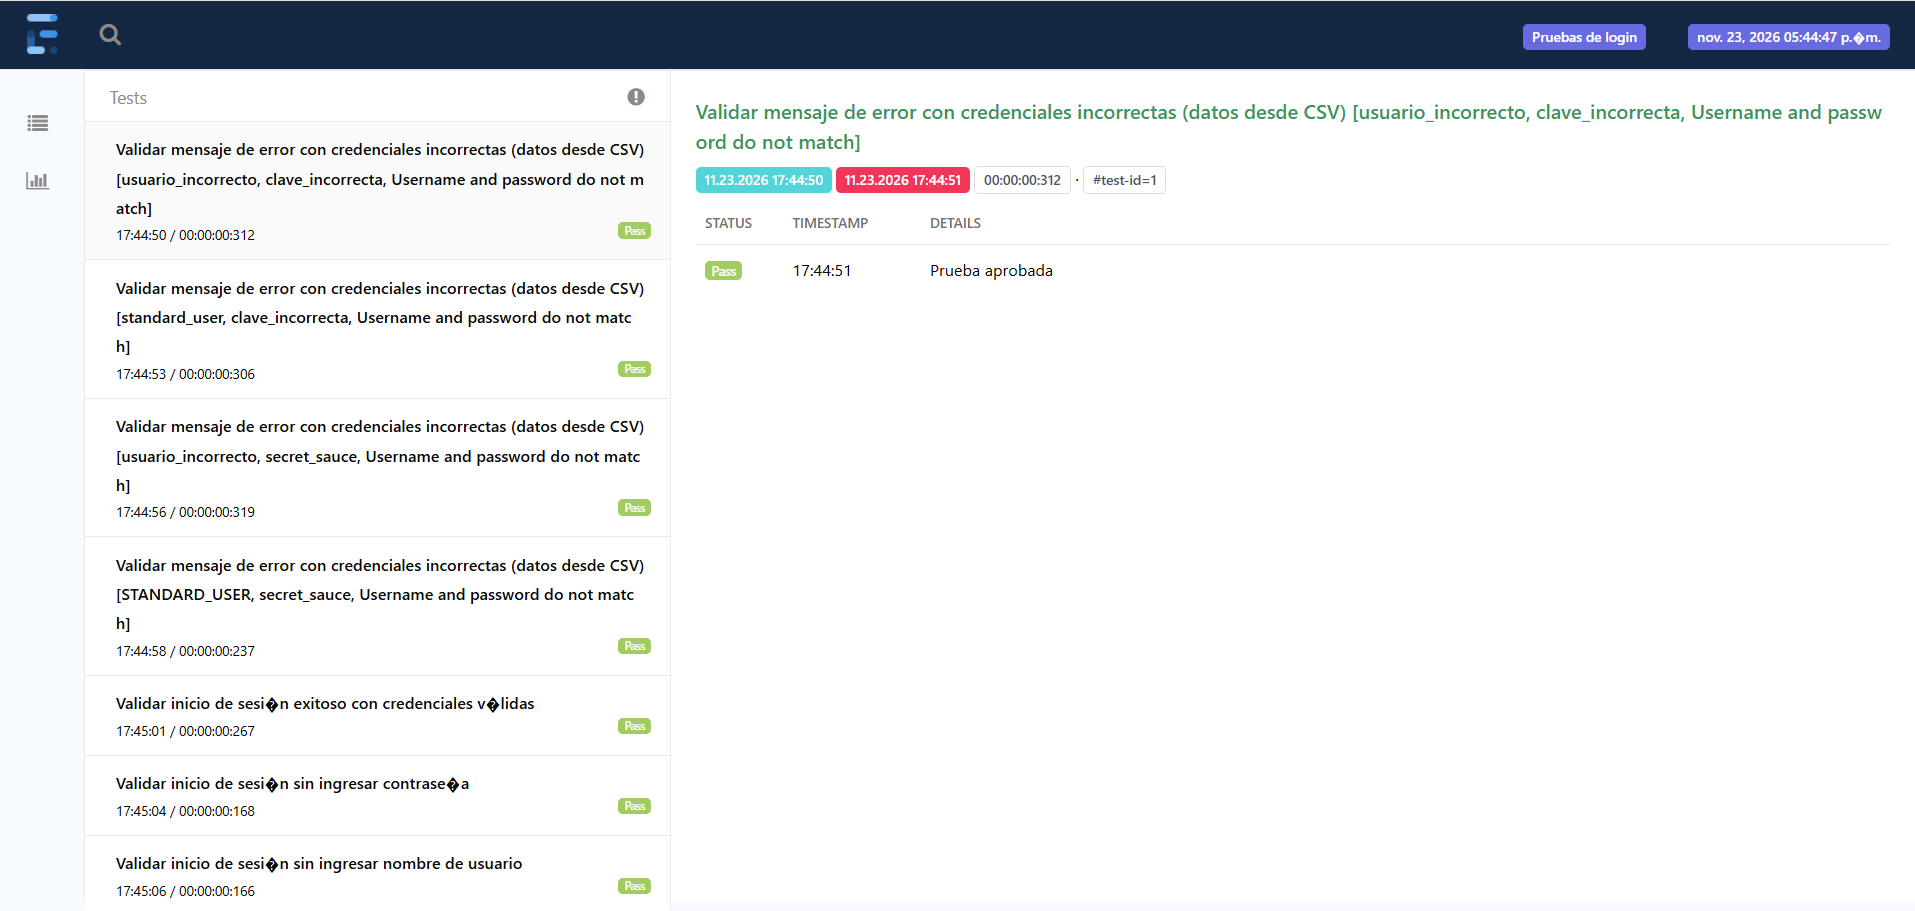 Pruebas de login
nov. 23, 2026 05:44:47 p.�m.
Tests
Validar mensaje de error con credenciales incorrectas (datos desde CSV)
[usuario_incorrecto, clave_incorrecta, Username and password do not m
atch]
17:44:50 / 00:00:00:312
Pass
Validar mensaje de error con credenciales incorrectas (datos desde CSV)
[standard_user, clave_incorrecta, Username and password do not matc
h]
17:44:53 / 00:00:00:306
Pass
Validar mensaje de error con credenciales incorrectas (datos desde CSV)
[usuario_incorrecto, secret_sauce, Username and password do not matc
h]
17:44:56 / 00:00:00:319
Pass
Validar mensaje de error con credenciales incorrectas (datos desde CSV)
[STANDARD_USER, secret_sauce, Username and password do not matc
h]
17:44:58 / 00:00:00:237
Pass
Validar inicio de sesi�n exitoso con credenciales v�lidas
17:45:01 / 00:00:00:267
Pass
Validar inicio de sesi�n sin ingresar contrase�a
17:45:04 / 00:00:00:168
Pass
Validar inicio de sesi�n sin ingresar nombre de usuario
17:45:06 / 00:00:00:166
Pass
Validar mensaje de error con credenciales incorrectas (datos desde CSV) [usuario_incorrecto, clave_incorrecta, Username and passw
ord do not match]
11.23.2026 17:44:50 11.23.2026 17:44:51 00:00:00:312 · #test-id=1
STATUS TIMESTAMP DETAILS
Pass 17:44:51 Prueba aprobada